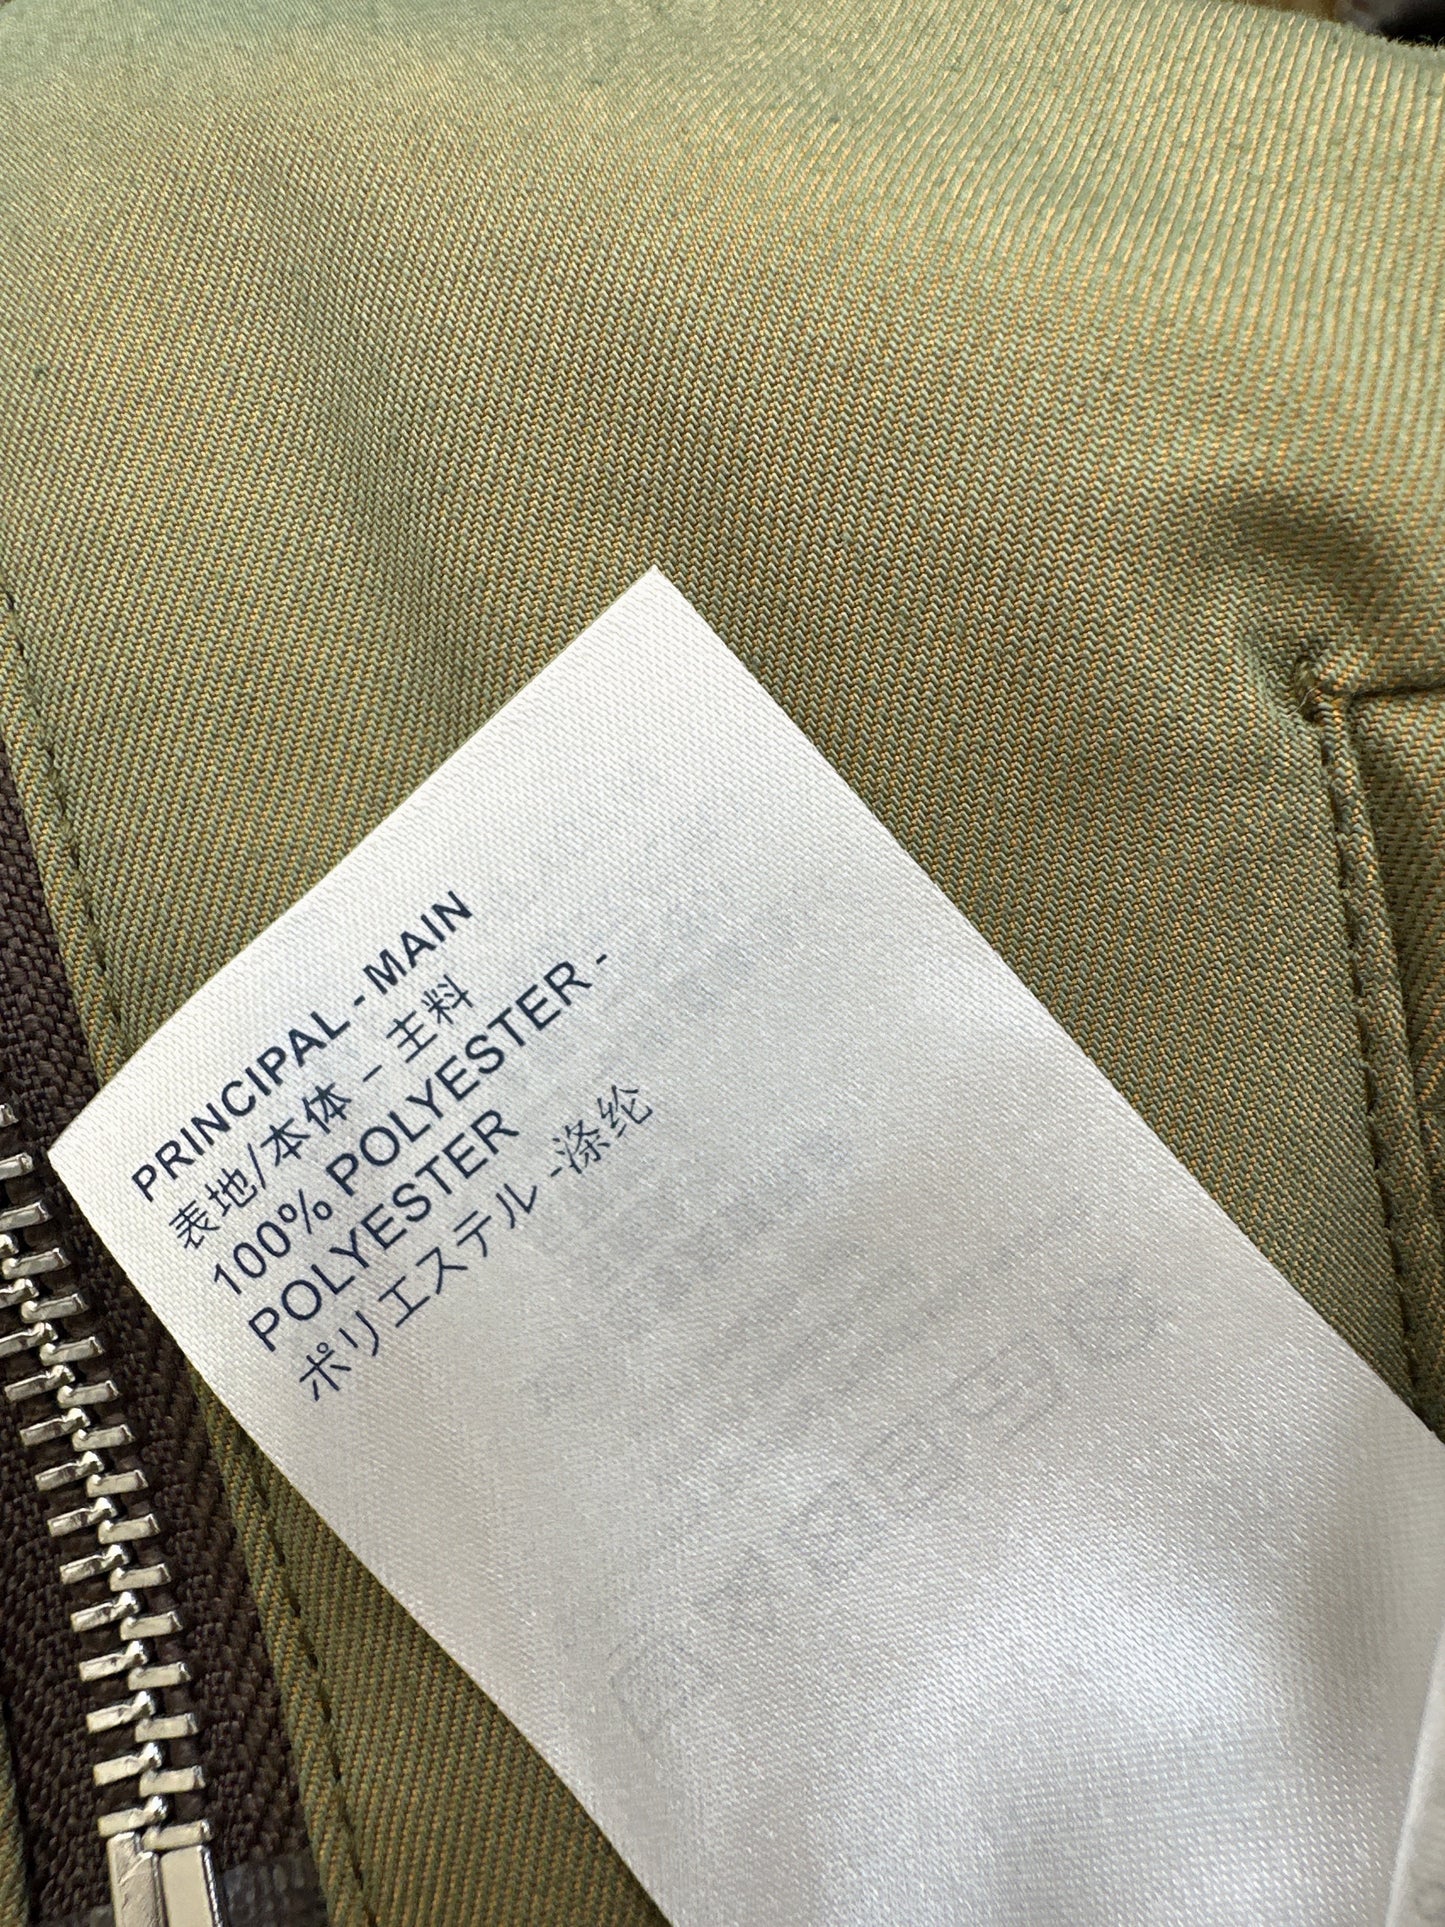 PRINCIPAL - MAIN
表地/本体 - 主料
100% POLYESTER -
POLYESTER
ポリエステル -涤纶